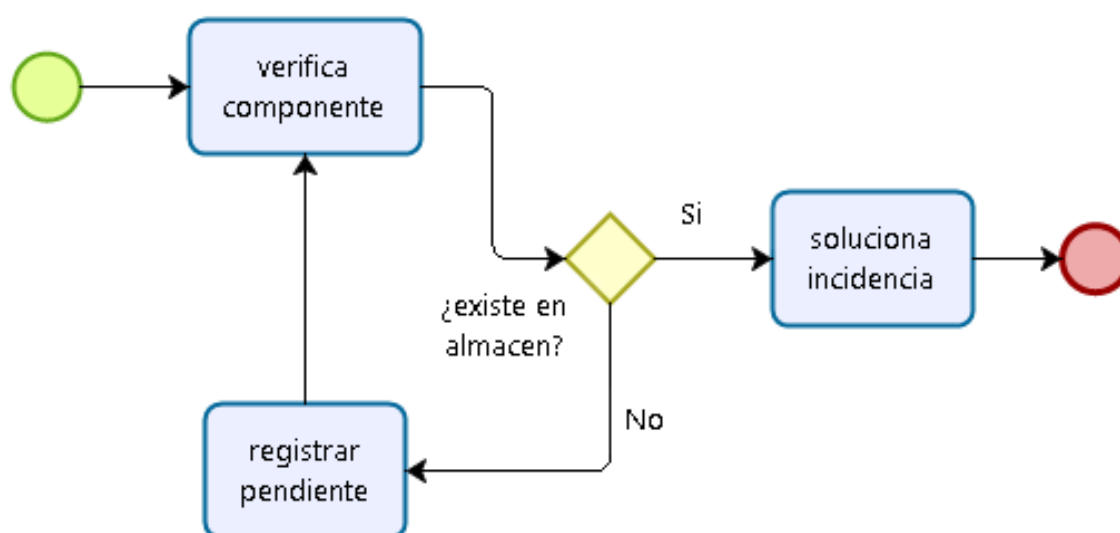 verifica
componente
Si
soluciona
incidencia
¿existe en
almacen?
No
registrar
pendiente